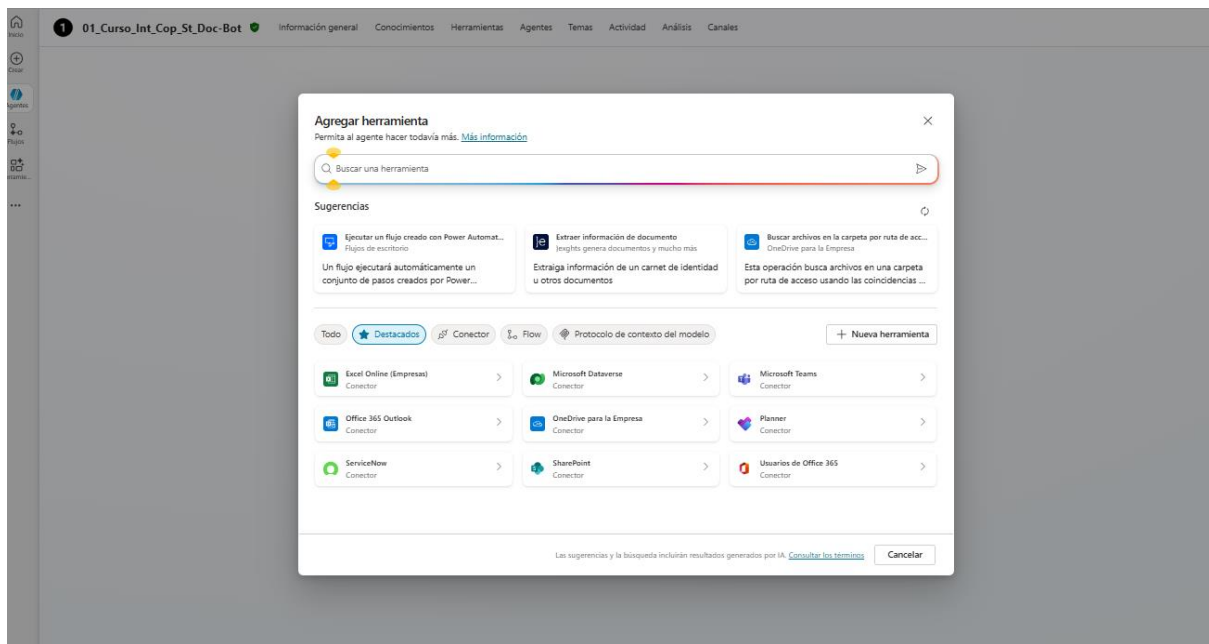 Inicio
Crear
Agentes
Flujos
1 01_Curso_Int_Cop_St_Doc-Bot Información general Conocimientos Herramientas Agentes Temas Actividad Análisis Canales
Agregar herramienta
Permita al agente hacer todavía más. Más información
Buscar una herramienta
Sugerencias
Ejecutar un flujo creado con Power Automat...
Flujos de escritorio
Un flujo ejecutará automáticamente un
conjunto de pasos creados por Power...
Extraer información de documento
Jexghts genera documentos y mucho más
Extraiga información de un carnet de identidad
u otros documentos
Buscar archivos en la carpeta por ruta de acc...
OneDrive para la Empresa
Esta operación busca archivos en una carpeta
por ruta de acceso usando las coincidencias ...
Todo Destacados Conector Flow Protocolo de contexto del modelo + Nueva herramienta
Excel Online (Empresas)
Conector
Microsoft Dataverse
Conector
Microsoft Teams
Conector
Office 365 Outlook
Conector
OneDrive para la Empresa
Conector
Planner
Conector
ServiceNow
Conector
SharePoint
Conector
Usuarios de Office 365
Conector
Las sugerencias y la búsqueda incluirán resultados generados por IA. Consultar los términos Cancelar